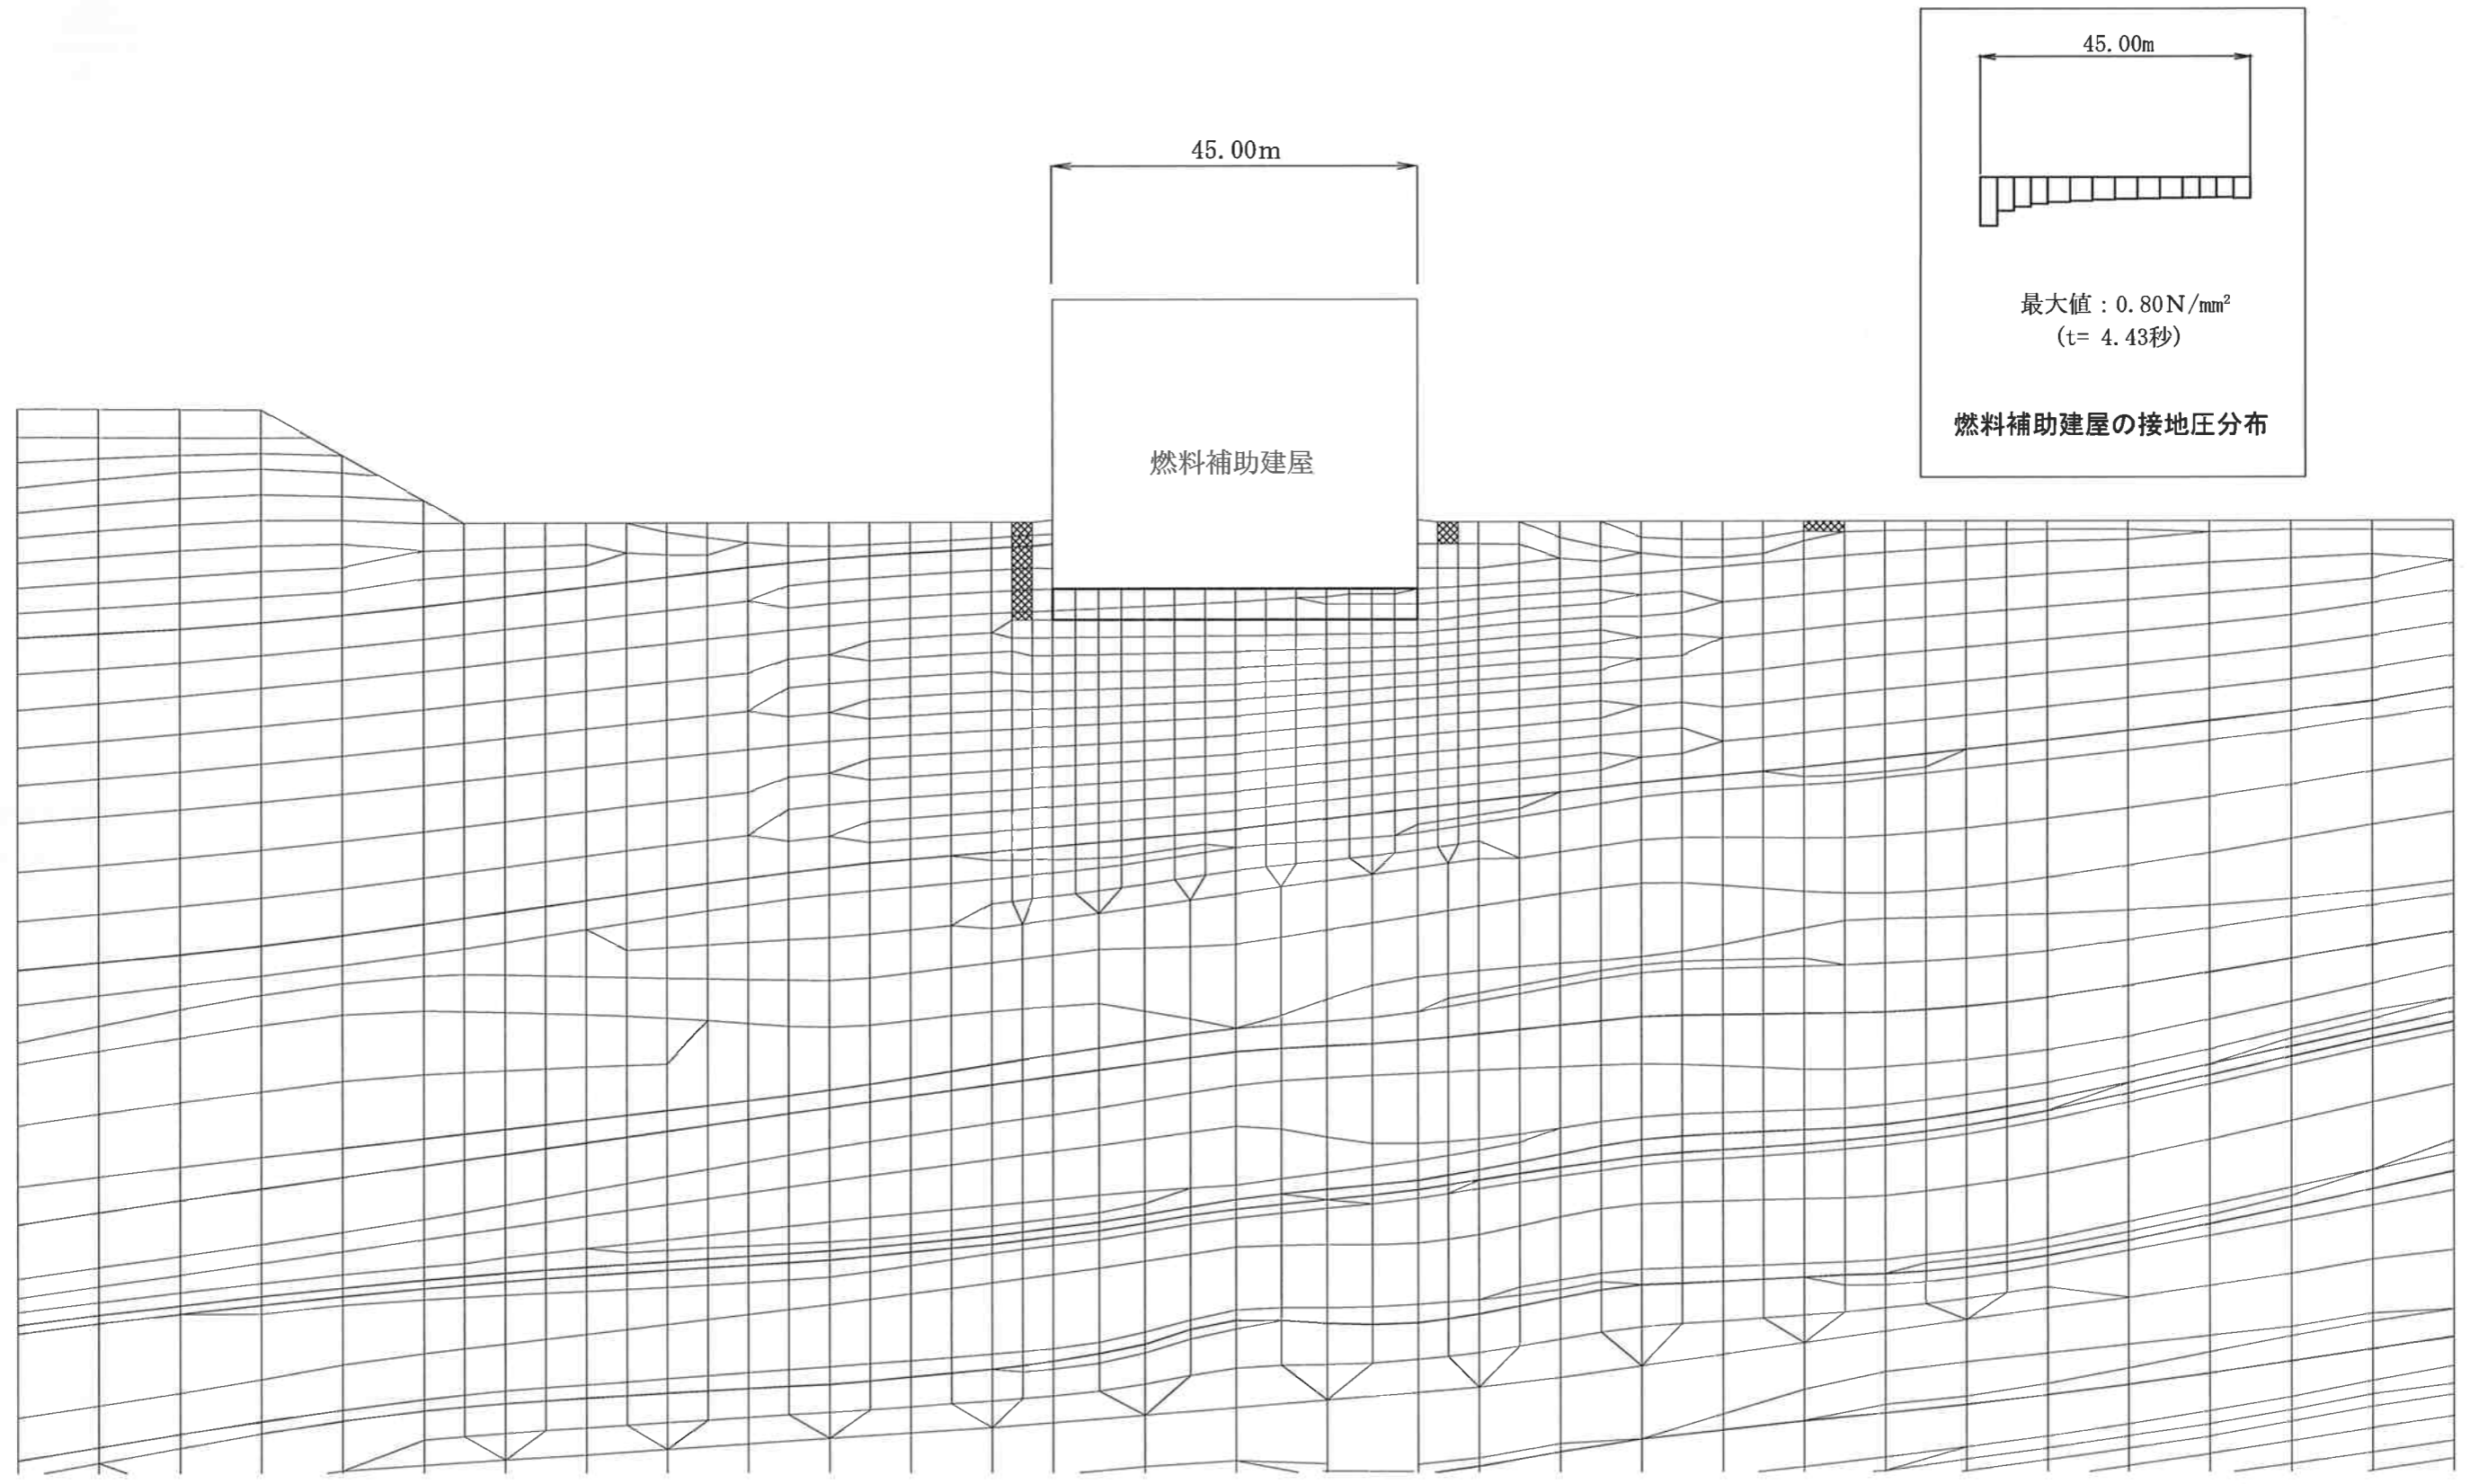 45.00m
45.00m
最大値：0.80N/mm²
(t= 4.43秒)
燃料補助建屋の接地圧分布
燃料補助建屋